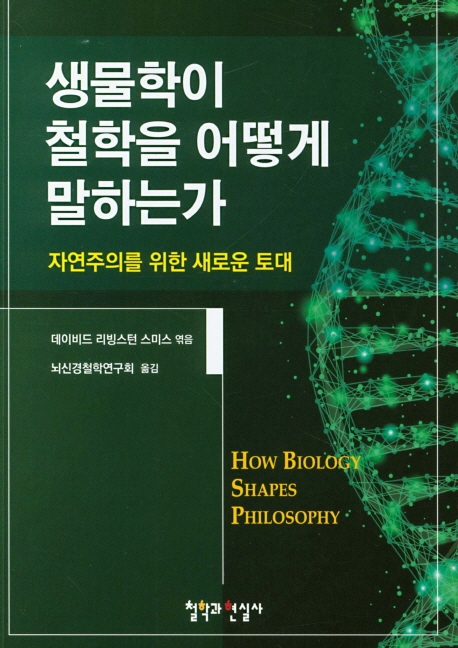 생물학이
철학을 어떻게
말하는가
자연주의를 위한 새로운 토대
데이비드 리빙스턴 스미스 엮음
뇌신경철학연구회 옮김
HOW BIOLOGY
SHAPES
PHILOSOPHY
철학과현실사